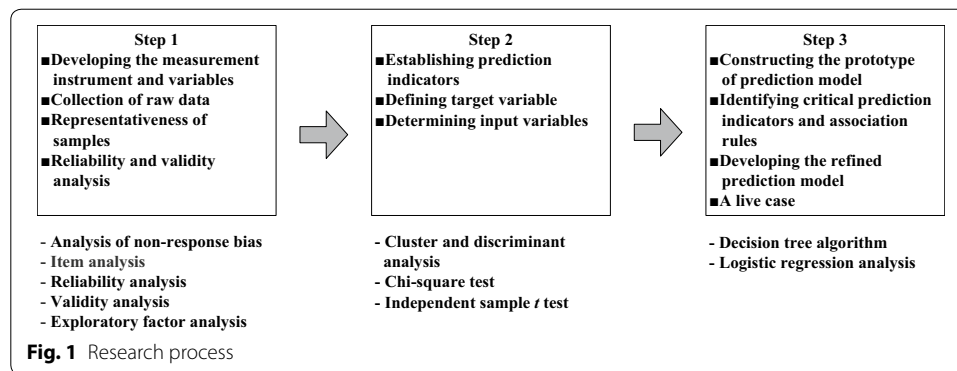 Step 1
■Developing the measurement
instrument and variables
■Collection of raw data
■Representativeness of
samples
■Reliability and validity
analysis
- Analysis of non-response bias
- Item analysis
- Reliability analysis
- Validity analysis
- Exploratory factor analysis
Step 2
■Establishing prediction
indicators
■Defining target variable
■Determining input variables
- Cluster and discriminant
analysis
- Chi-square test
- Independent sample t test
Step 3
■Constructing the prototype
of prediction model
■Identifying critical prediction
indicators and association
rules
■Developing the refined
prediction model
■A live case
- Decision tree algorithm
- Logistic regression analysis
Fig. 1 Research process